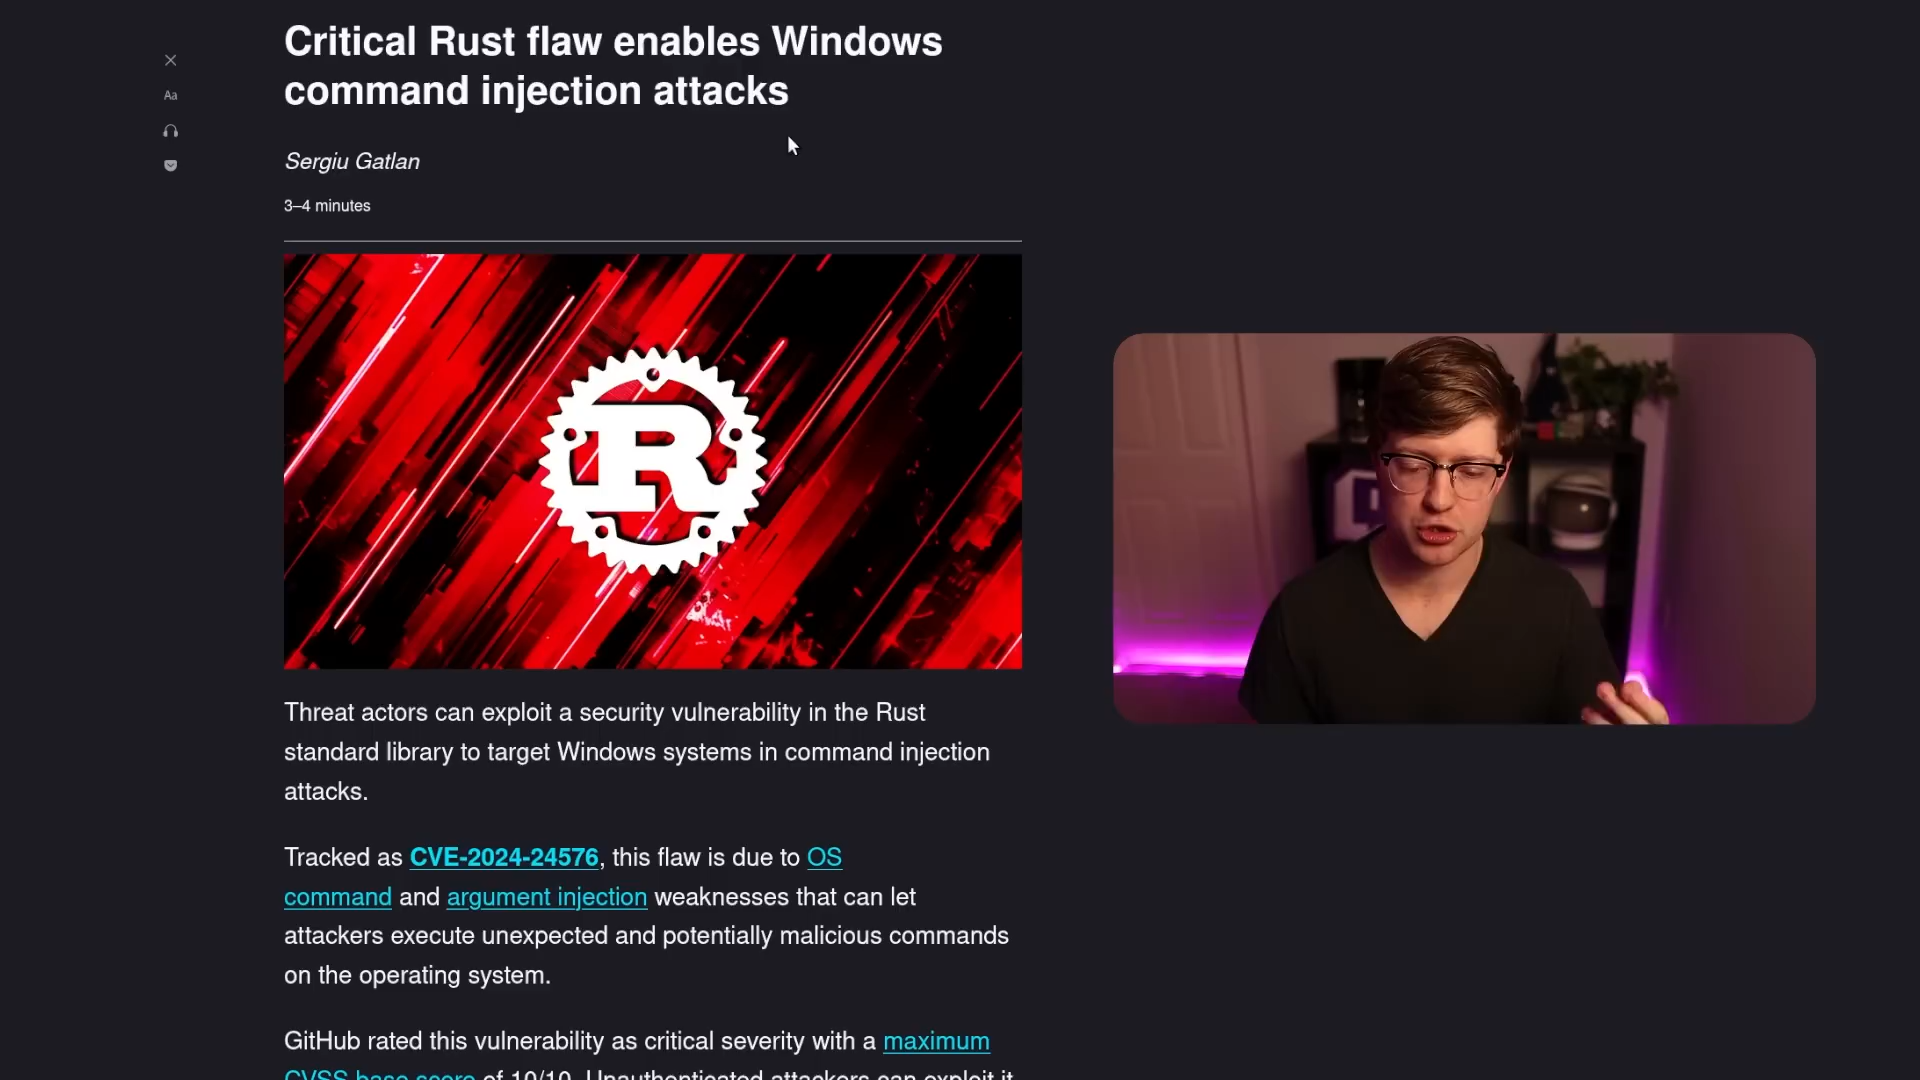 Critical Rust flaw enables Windows
command injection attacks
Aa
Sergiu Gatlan
3–4 minutes
R
Threat actors can exploit a security vulnerability in the Rust
standard library to target Windows systems in command injection
attacks.
Tracked as CVE-2024-24576, this flaw is due to OS
command and argument injection weaknesses that can let
attackers execute unexpected and potentially malicious commands
on the operating system.
GitHub rated this vulnerability as critical severity with a maximum
CVSS base score of 10/10. Unauthenticated attackers can exploit it